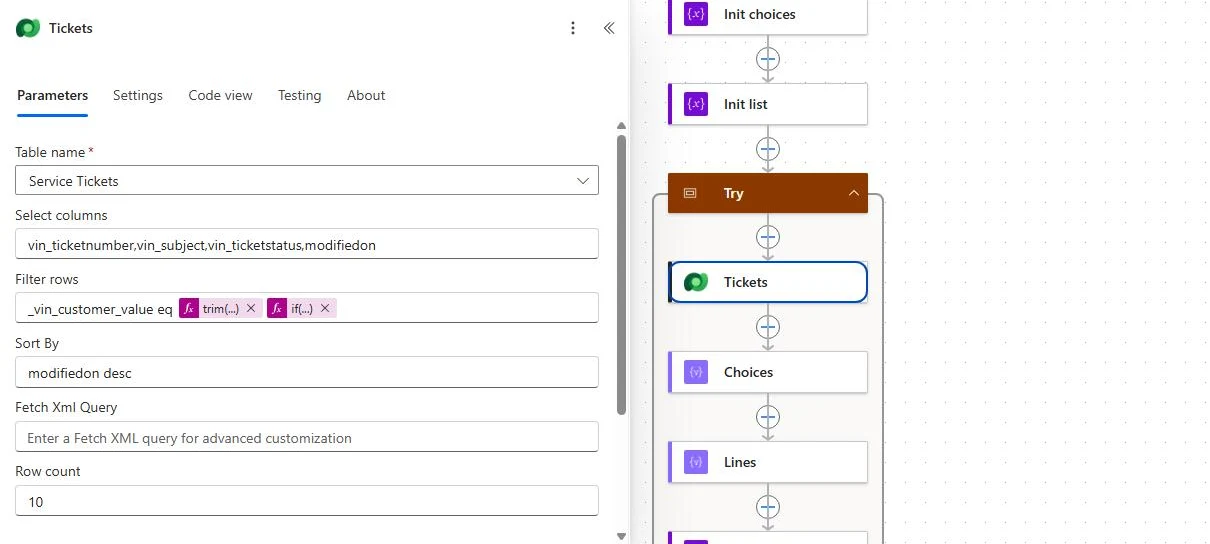 Tickets
Parameters Settings Code view Testing About
Table name *
Service Tickets
Select columns
vin_ticketnumber,vin_subject,vin_ticketstatus,modifiedon
Filter rows
_vin_customer_value eq fx trim(...) × fx if(...) ×
Sort By
modifiedon desc
Fetch Xml Query
Enter a Fetch XML query for advanced customization
Row count
10
{x} Init choices
{x} Init list
Try
Tickets
{v} Choices
{v} Lines